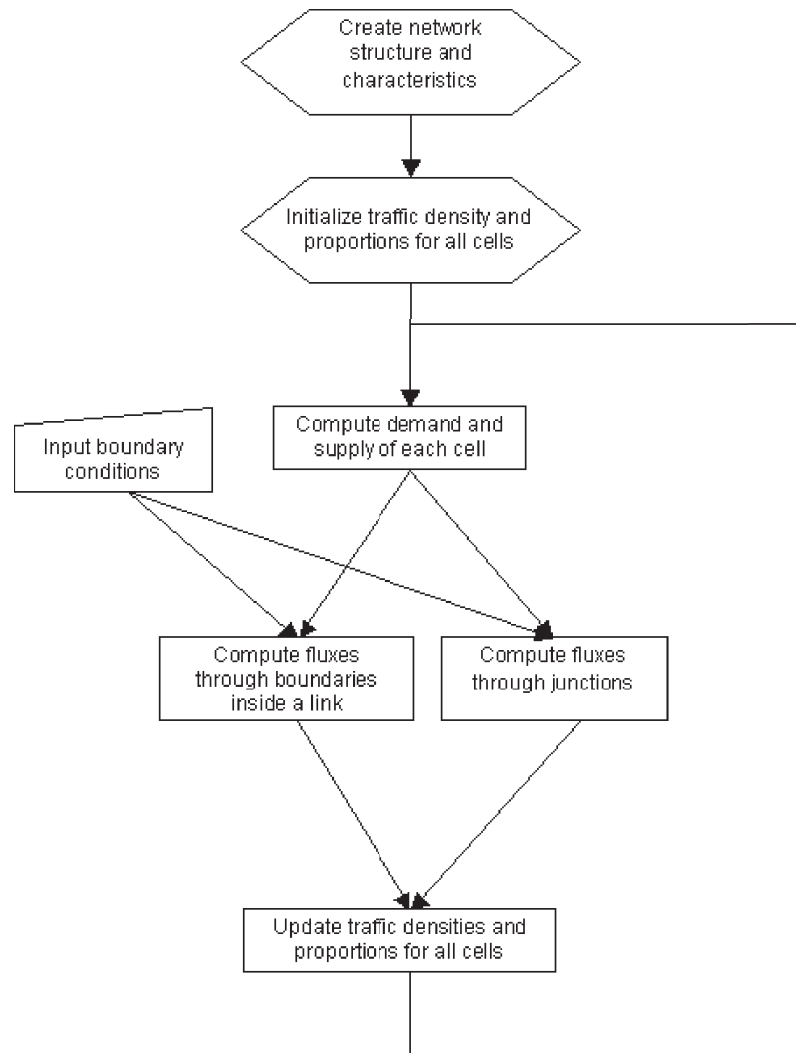 Create network
structure and
characteristics
Initialize traffic density and
proportions for all cells
Compute demand and
supply of each cell
Input boundary
conditions
Compute fluxes
through boundaries
inside a link
Compute fluxes
through junctions
Update traffic densities and
proportions for all cells